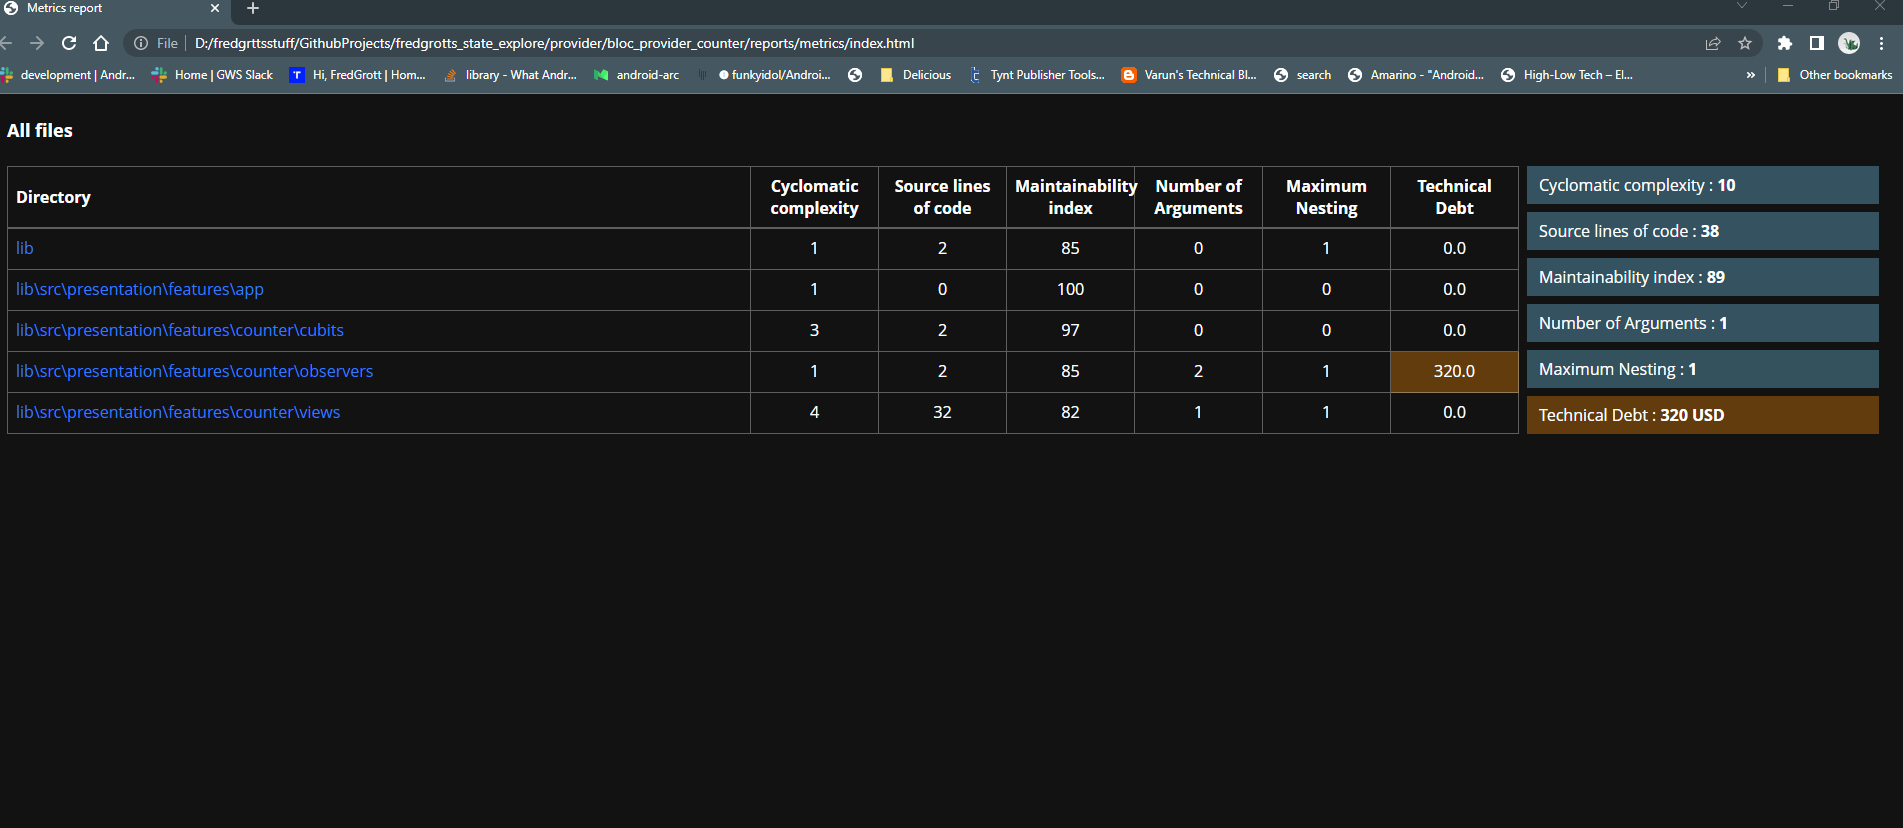 Metrics report
File D:/fredgrttsstuff/GithubProjects/fredgrotts_state_explore/provider/bloc_provider_counter/reports/metrics/index.html
development | Andr... Home | GWS Slack Hi, FredGrott | Hom... library - What Andr... android-arc funkyidol/Androi... Delicious Tynt Publisher Tools... Varun's Technical Bl... search Amarino - "Android... High-Low Tech – El... » Other bookmarks
All files
Directory Cyclomatic complexity Source lines of code Maintainability index Number of Arguments Maximum Nesting Technical Debt
lib 1 2 85 0 1 0.0
lib\src\presentation\features\app 1 0 100 0 0 0.0
lib\src\presentation\features\counter\cubits 3 2 97 0 0 0.0
lib\src\presentation\features\counter\observers 1 2 85 2 1 320.0
lib\src\presentation\features\counter\views 4 32 82 1 1 0.0
Cyclomatic complexity : 10
Source lines of code : 38
Maintainability index : 89
Number of Arguments : 1
Maximum Nesting : 1
Technical Debt : 320 USD